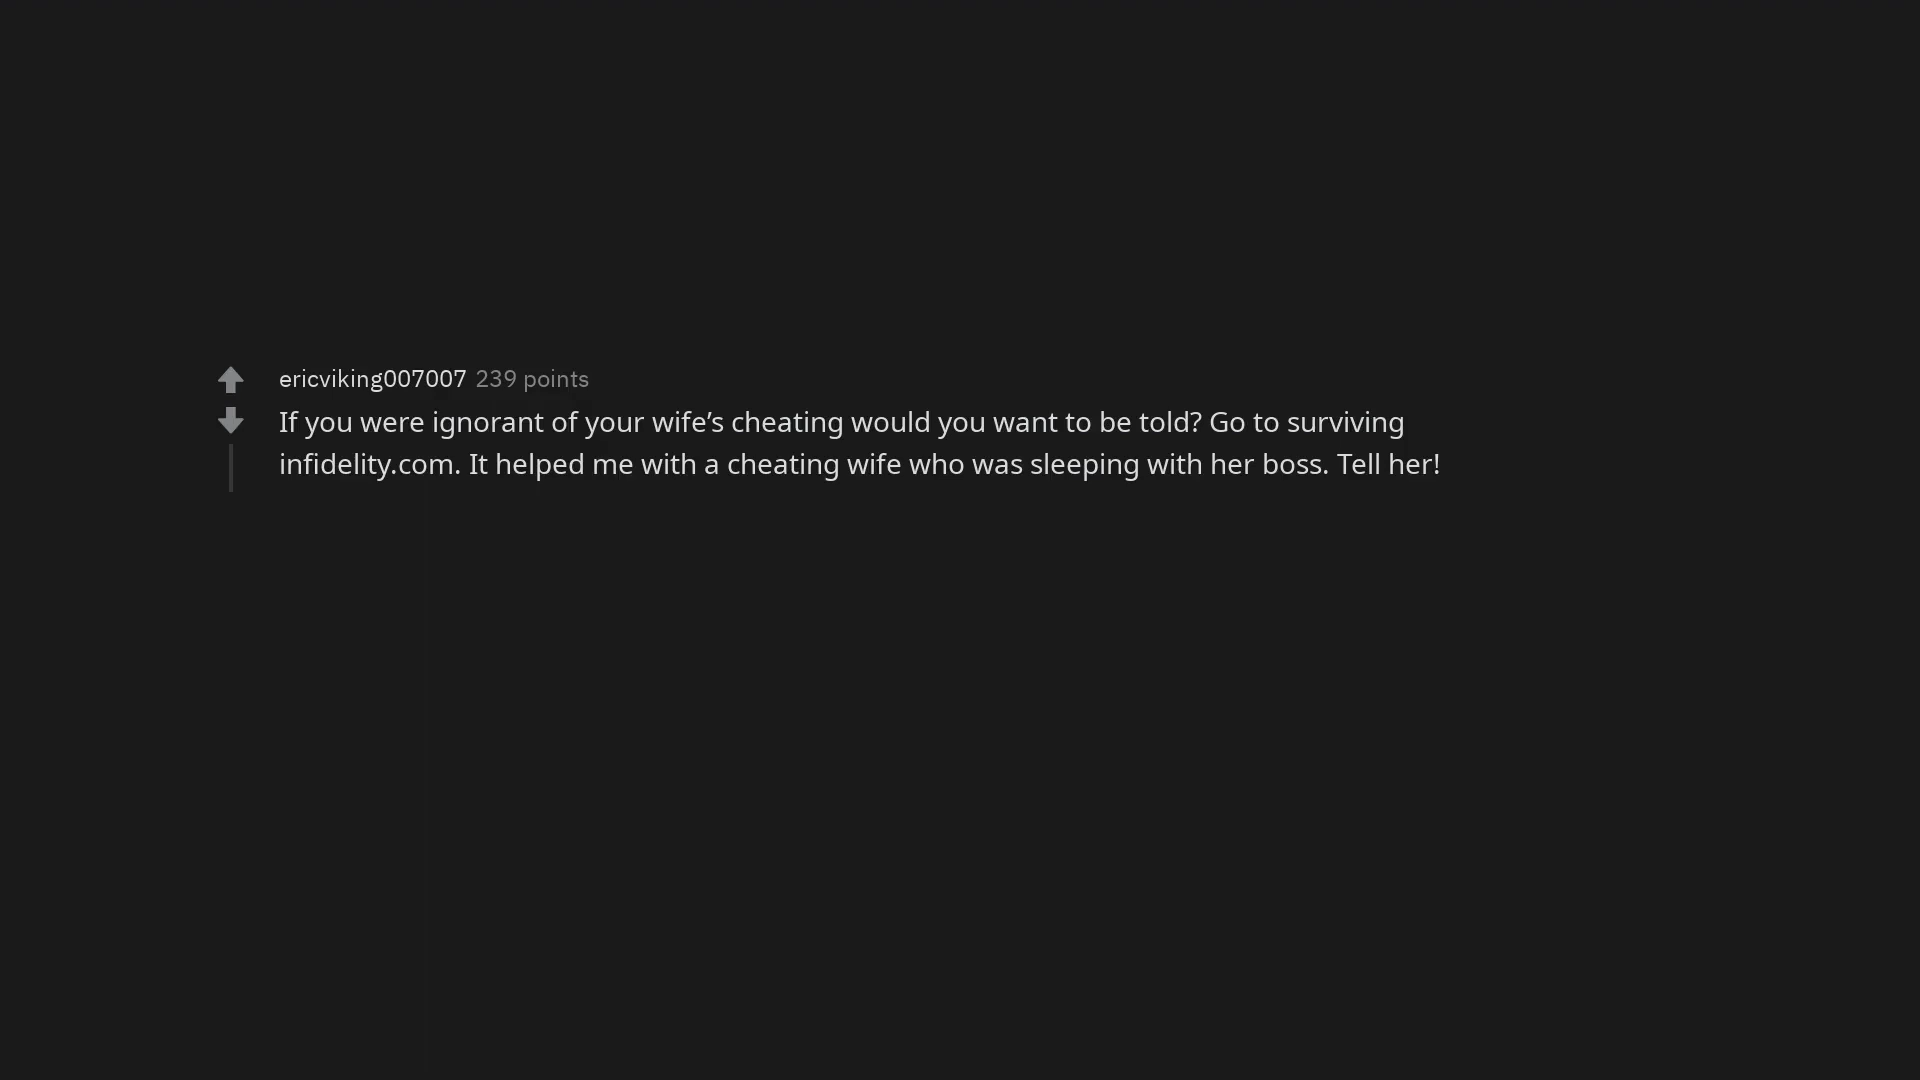 ericviking007007 239 points
If you were ignorant of your wife’s cheating would you want to be told? Go to surviving
infidelity.com. It helped me with a cheating wife who was sleeping with her boss. Tell her!